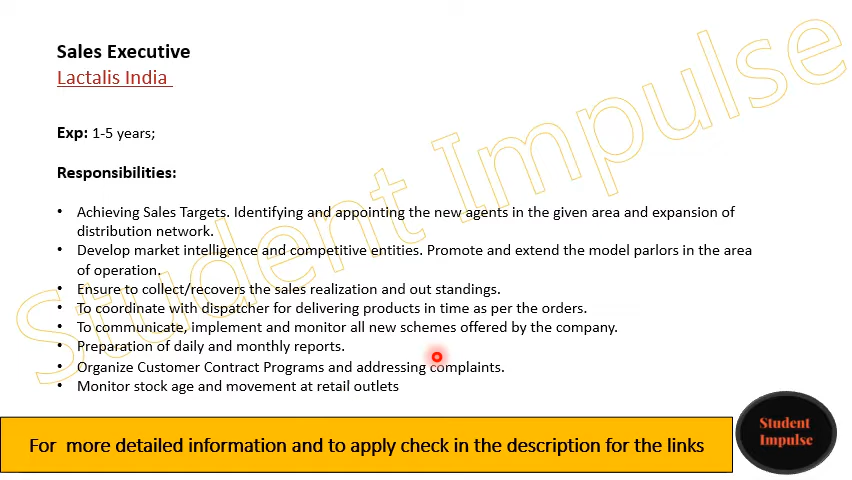 Sales Executive
Lactalis India
Exp: 1-5 years;
Responsibilities:
• Achieving Sales Targets. Identifying and appointing the new agents in the given area and expansion of
distribution network.
• Develop market intelligence and competitive entities. Promote and extend the model parlors in the area
of operation.
• Ensure to collect/recovers the sales realization and out standings.
• To coordinate with dispatcher for delivering products in time as per the orders.
• To communicate, implement and monitor all new schemes offered by the company.
• Preparation of daily and monthly reports.
• Organize Customer Contract Programs and addressing complaints.
• Monitor stock age and movement at retail outlets
Student Impulse
For more detailed information and to apply check in the description for the links
Student
Impulse